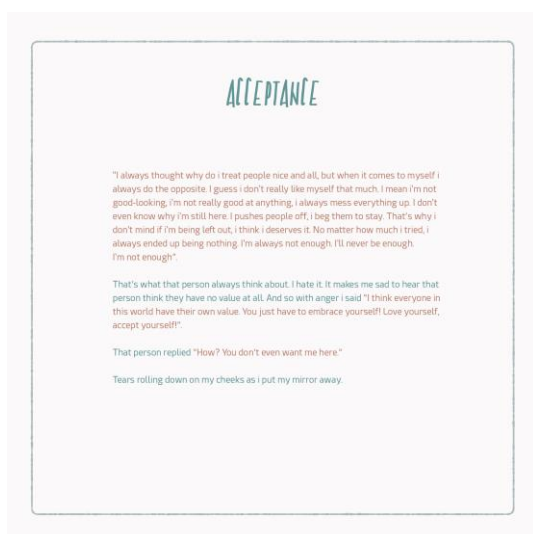 ACCEPTANCE
"I always thought why do i treat people nice and all, but when it comes to myself i
always do the opposite. I guess i don't really like myself that much. I mean i'm not
good-looking, i'm not really good at anything, i always mess everything up. I don't
even know why i'm still here. I pushes people off, i beg them to stay. That's why i
don't mind if i'm being left out, i think i deserves it. No matter how much i tried, i
always ended up being nothing. I'm always not enough. I'll never be enough.
I'm not enough".
That's what that person always think about. I hate it. It makes me sad to hear that
person think they have no value at all. And so with anger i said "I think everyone in
this world have their own value. You just have to embrace yourself! Love yourself,
accept yourself!".
That person replied "How? You don't even want me here."
Tears rolling down on my cheeks as i put my mirror away.